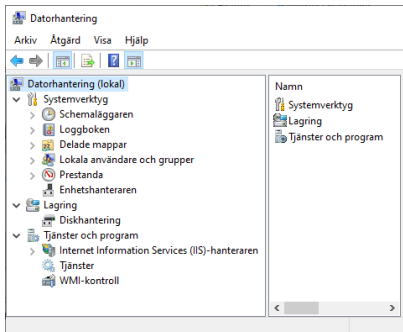 Datorhantering
Arkiv Åtgärd Visa Hjälp
Datorhantering (lokal)
Systemverktyg
Schemaläggaren
Loggboken
Delade mappar
Lokala användare och grupper
Prestanda
Enhetshanteraren
Lagring
Diskhantering
Tjänster och program
Internet Information Services (IIS)-hanteraren
Tjänster
WMI-kontroll
Namn
Systemverktyg
Lagring
Tjänster och program